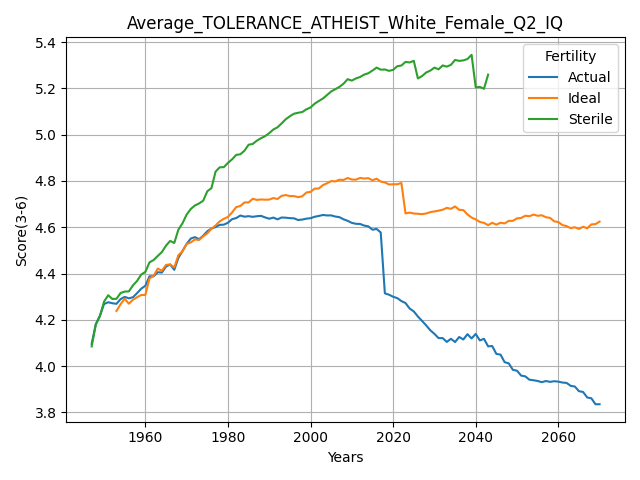 Average_TOLERANCE_ATHEIST_White_Female_Q2_IQ
Score(3-6)
5.4
5.2
5.0
4.8
4.6
4.4
4.2
4.0
3.8
Fertility
Actual
Ideal
Sterile
1960
1980
2000
2020
2040
2060
Years